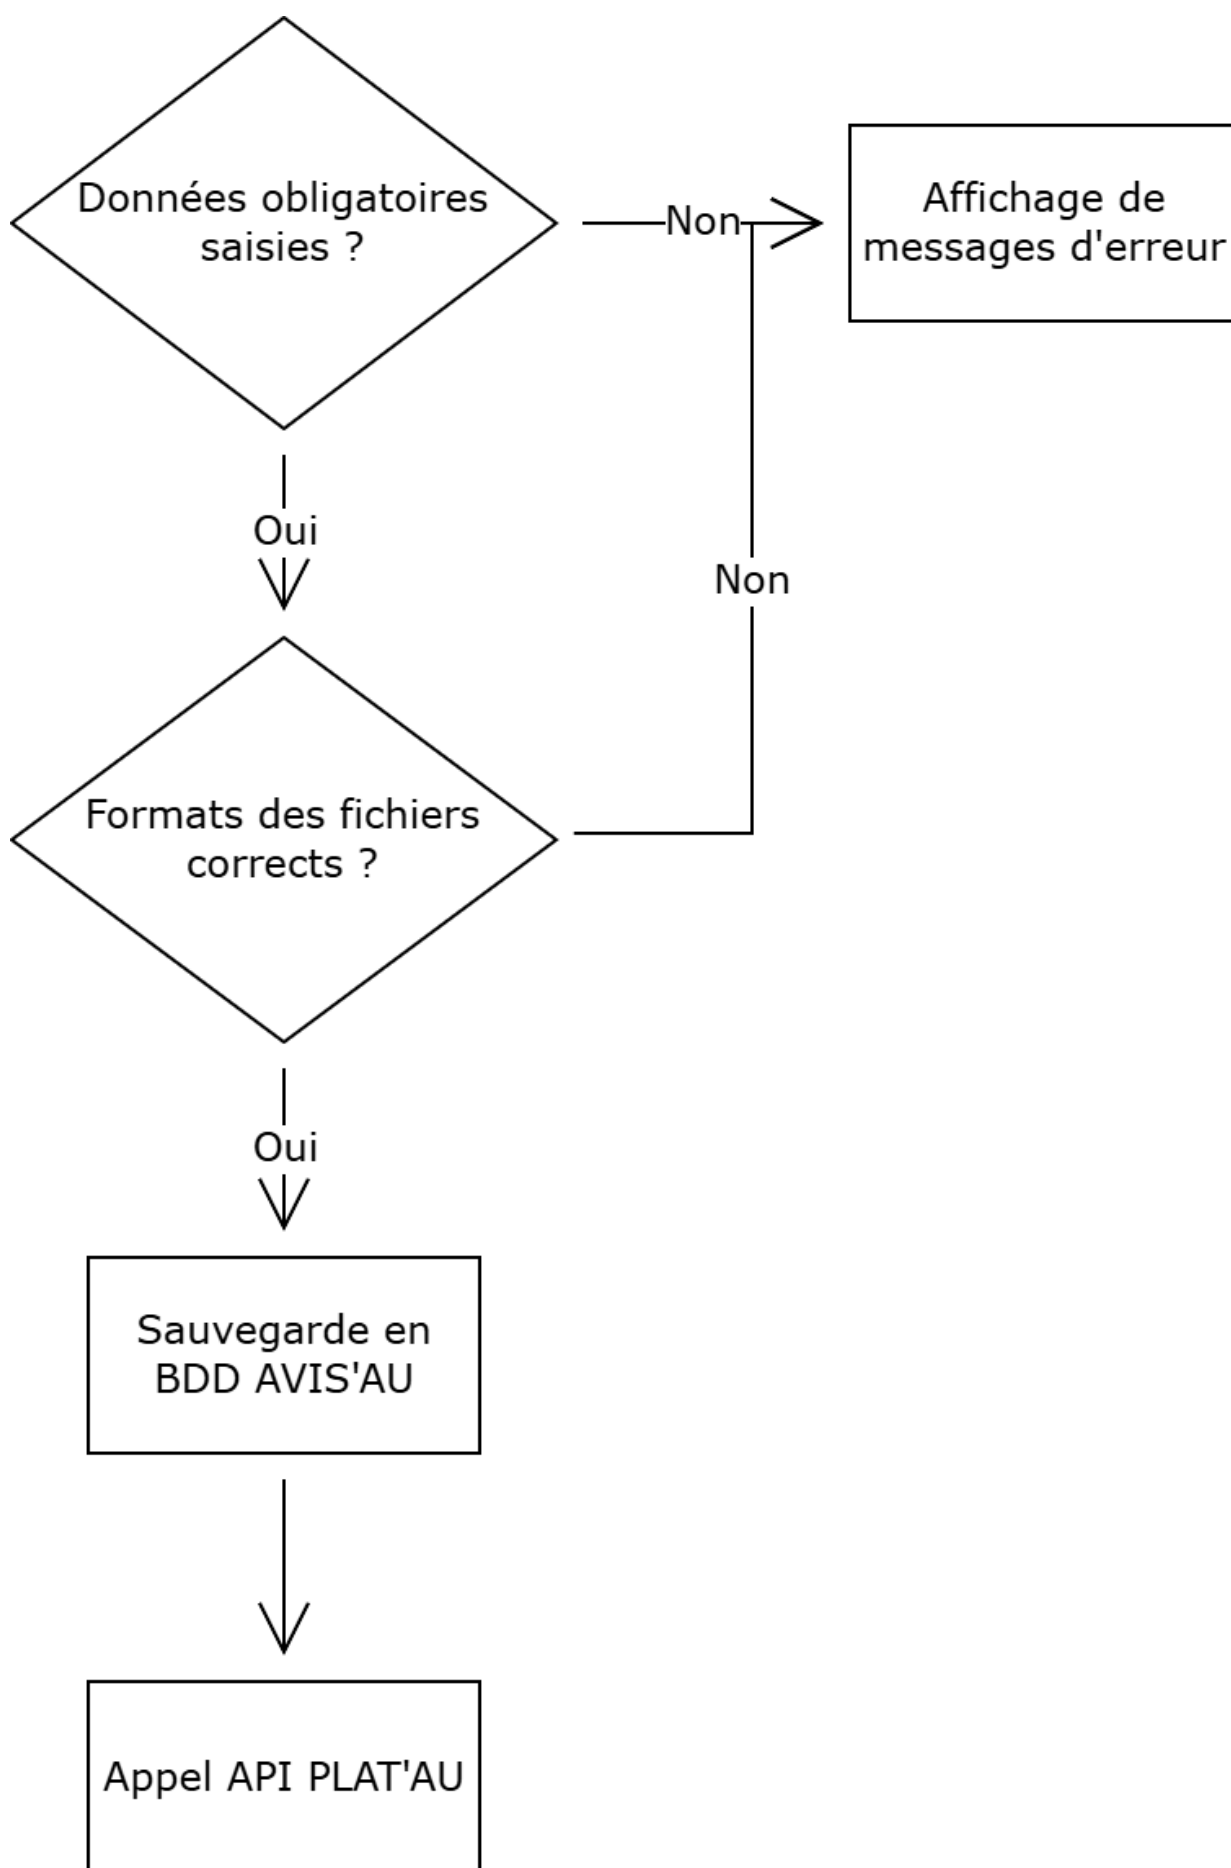 Données obligatoires
saisies ?
Non
Affichage de
messages d'erreur
Oui
Non
Formats des fichiers
corrects ?
Oui
Sauvegarde en
BDD AVIS'AU
Appel API PLAT'AU